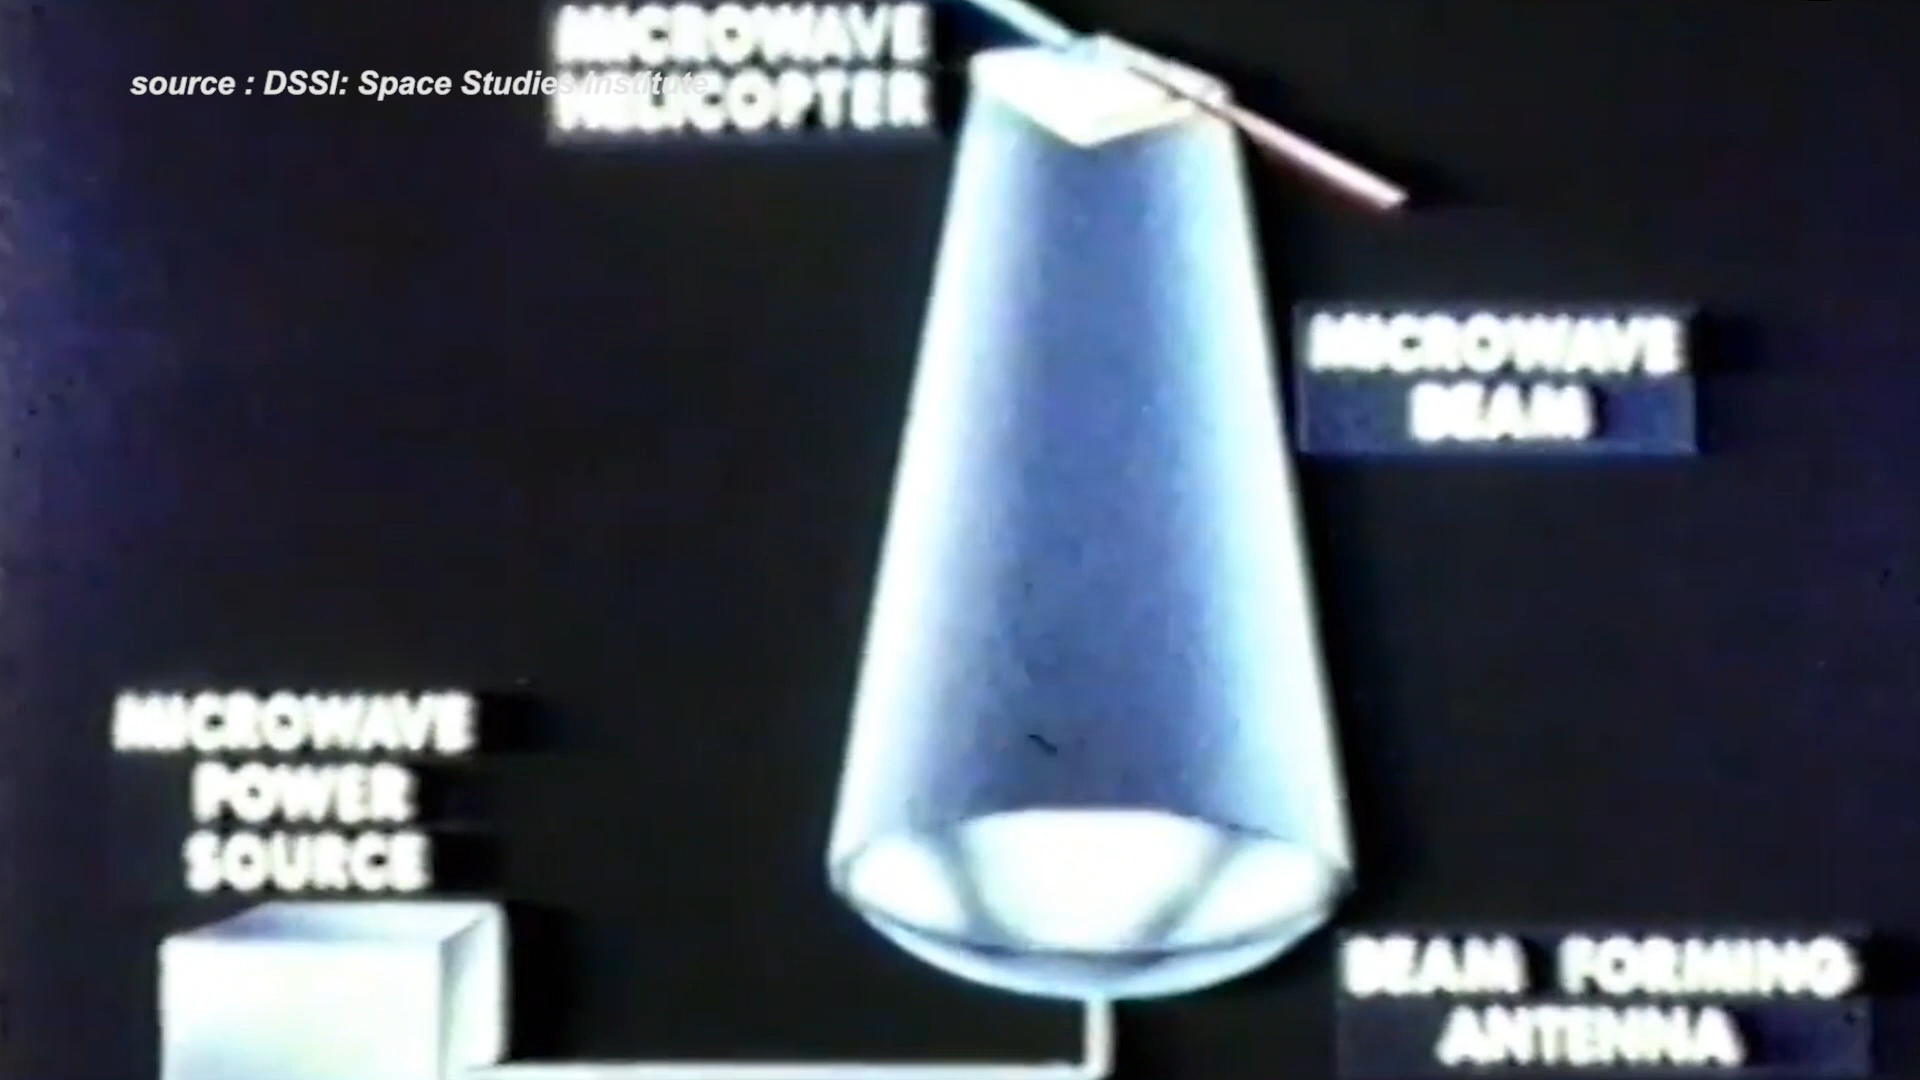 MICROWAVE
HELICOPTER
source : DSSI: Space Studies Institute
MICROWAVE
BEAM
MICROWAVE
POWER
SOURCE
BEAM FORMING
ANTENNA